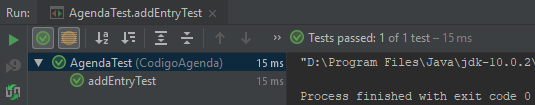 Run: AgendaTest.addEntryTest ×
Tests passed: 1 of 1 test – 15 ms
AgendaTest (CodigoAgenda) 15 ms
addEntryTest 15 ms
"D:\Program Files\Java\jdk-10.0.2\
Process finished with exit code 0